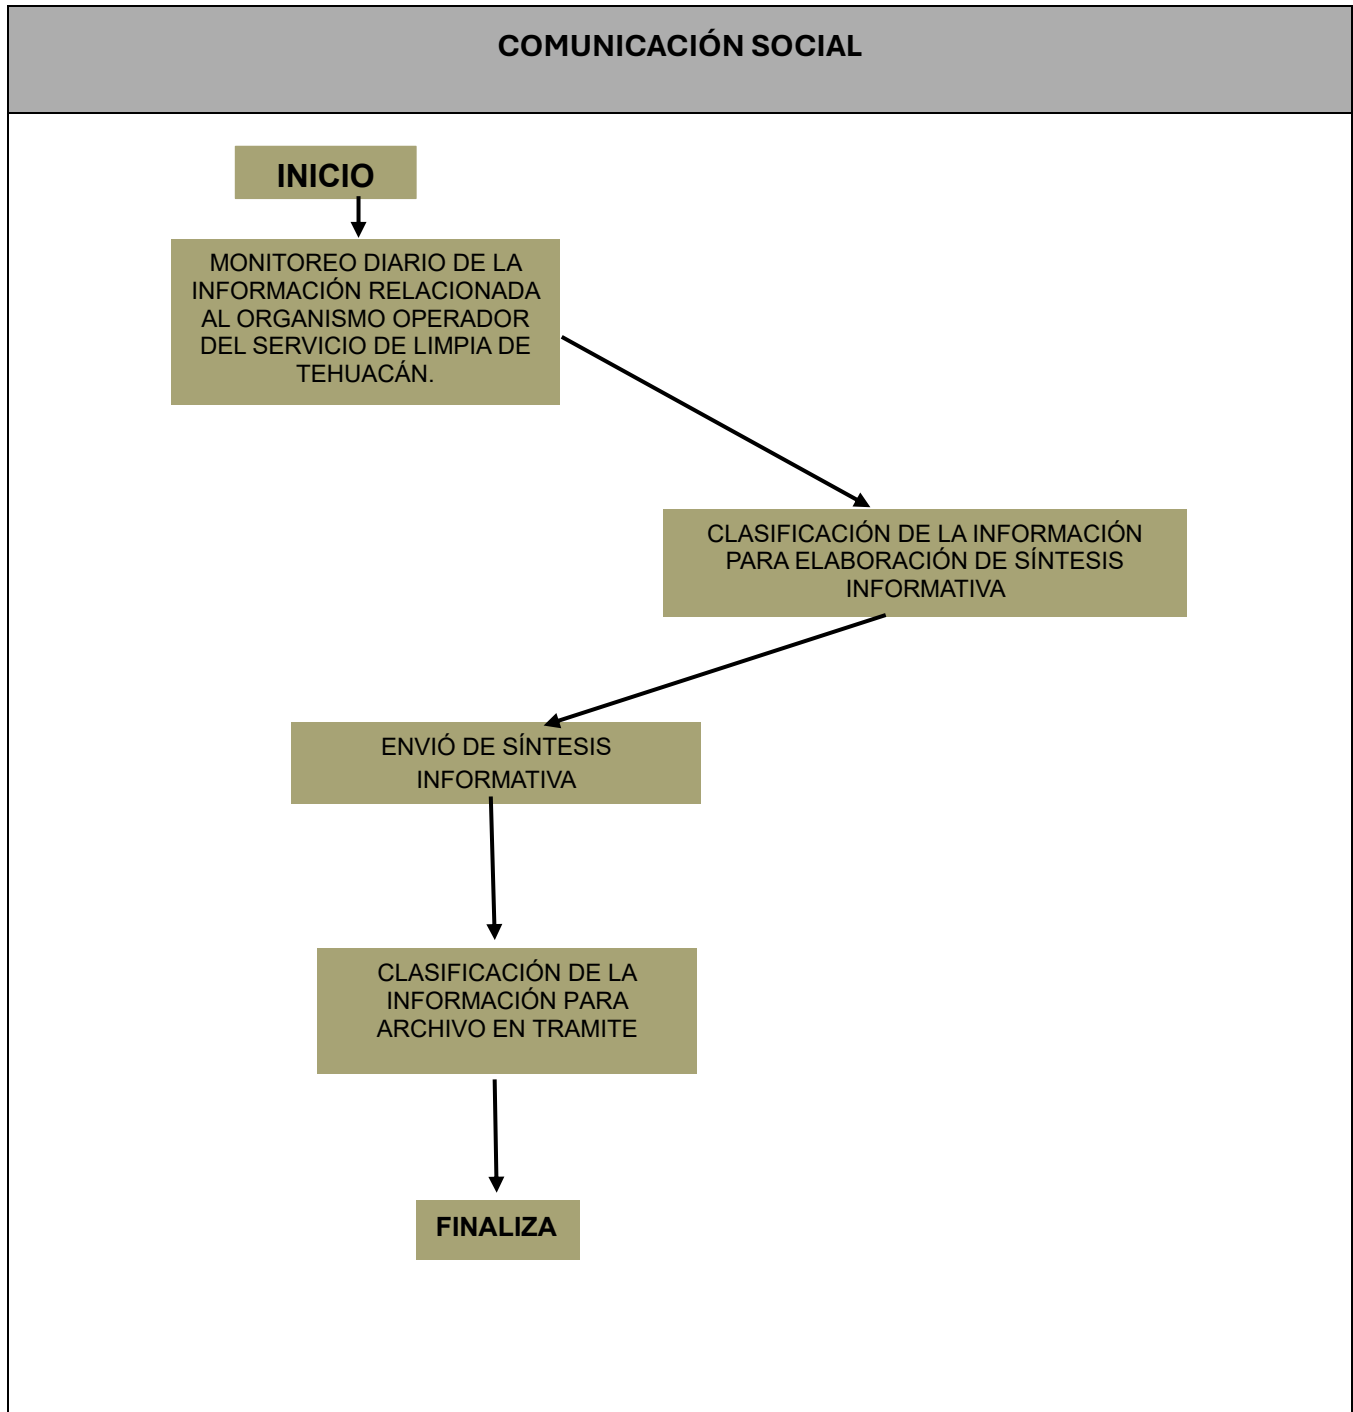 COMUNICACIÓN SOCIAL
INICIO
MONITOREO DIARIO DE LA
INFORMACIÓN RELACIONADA
AL ORGANISMO OPERADOR
DEL SERVICIO DE LIMPIA DE
TEHUACÁN.
CLASIFICACIÓN DE LA INFORMACIÓN
PARA ELABORACIÓN DE SÍNTESIS
INFORMATIVA
ENVIÓ DE SÍNTESIS
INFORMATIVA
CLASIFICACIÓN DE LA
INFORMACIÓN PARA
ARCHIVO EN TRAMITE
FINALIZA